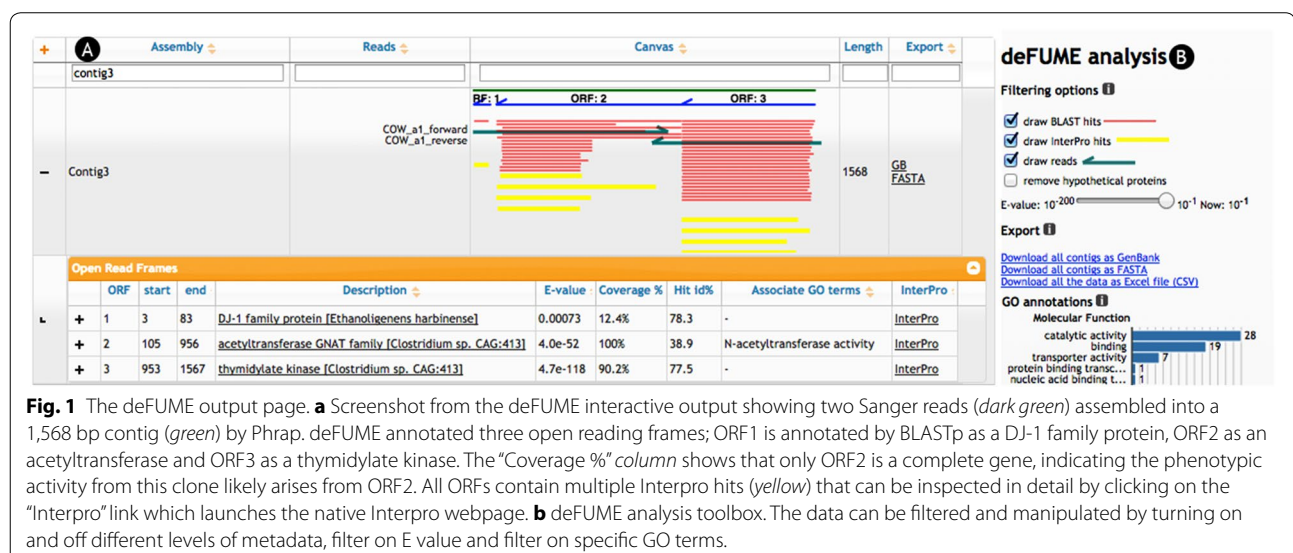 + A Assembly Reads Canvas Length Export
contig3
RF: 1 ORF: 2 ORF: 3
COW_a1_forward
COW_a1_reverse
− Contig3 1568 GB
FASTA
Open Read Frames
ORF start end Description E-value Coverage % Hit id% Associate GO terms InterPro
+ 1 3 83 DJ-1 family protein [Ethanoligenens harbinense] 0.00073 12.4% 78.3 - InterPro
+ 2 105 956 acetyltransferase GNAT family [Clostridium sp. CAG:413] 4.0e-52 100% 38.9 N-acetyltransferase activity InterPro
+ 3 953 1567 thymidylate kinase [Clostridium sp. CAG:413] 4.7e-118 90.2% 77.5 - InterPro
deFUME analysis B
Filtering options i
draw BLAST hits
draw interPro hits
draw reads
remove hypothetical proteins
E-value: 10-200 10-1 Now: 10-1
Export i
Download all contigs as GenBank
Download all contigs as FASTA
Download all the data as Excel file (CSV)
GO annotations i
Molecular Function
catalytic activity 28
binding 19
transporter activity 7
protein binding transc... 1
nucleic acid binding t... 1
Fig. 1 The deFUME output page. a Screenshot from the deFUME interactive output showing two Sanger reads (dark green) assembled into a
1,568 bp contig (green) by Phrap. deFUME annotated three open reading frames; ORF1 is annotated by BLASTp as a DJ-1 family protein, ORF2 as an
acetyltransferase and ORF3 as a thymidylate kinase. The “Coverage %” column shows that only ORF2 is a complete gene, indicating the phenotypic
activity from this clone likely arises from ORF2. All ORFs contain multiple Interpro hits (yellow) that can be inspected in detail by clicking on the
“Interpro” link which launches the native Interpro webpage. b deFUME analysis toolbox. The data can be filtered and manipulated by turning on
and off different levels of metadata, filter on E value and filter on specific GO terms.